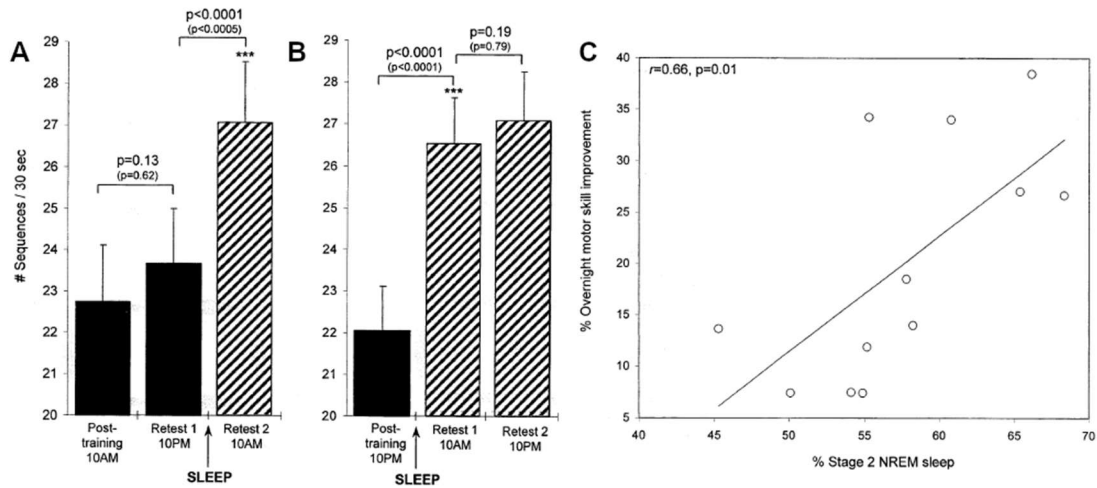 A
p<0.0001
(p<0.0005)
***
p=0.13
(p=0.62)
# Sequences / 30 sec
29
28
27
26
25
24
23
22
21
20
Post-
training
10AM
Retest 1
10PM
Retest 2
10AM
SLEEP
B
p<0.0001
(p<0.0001)
***
p=0.19
(p=0.79)
29
28
27
26
25
24
23
22
21
20
Post-
training
10PM
Retest 1
10AM
Retest 2
10PM
SLEEP
C
r=0.66, p=0.01
% Overnight motor skill improvement
40
35
30
25
20
15
10
5
40
45
50
55
60
65
70
% Stage 2 NREM sleep